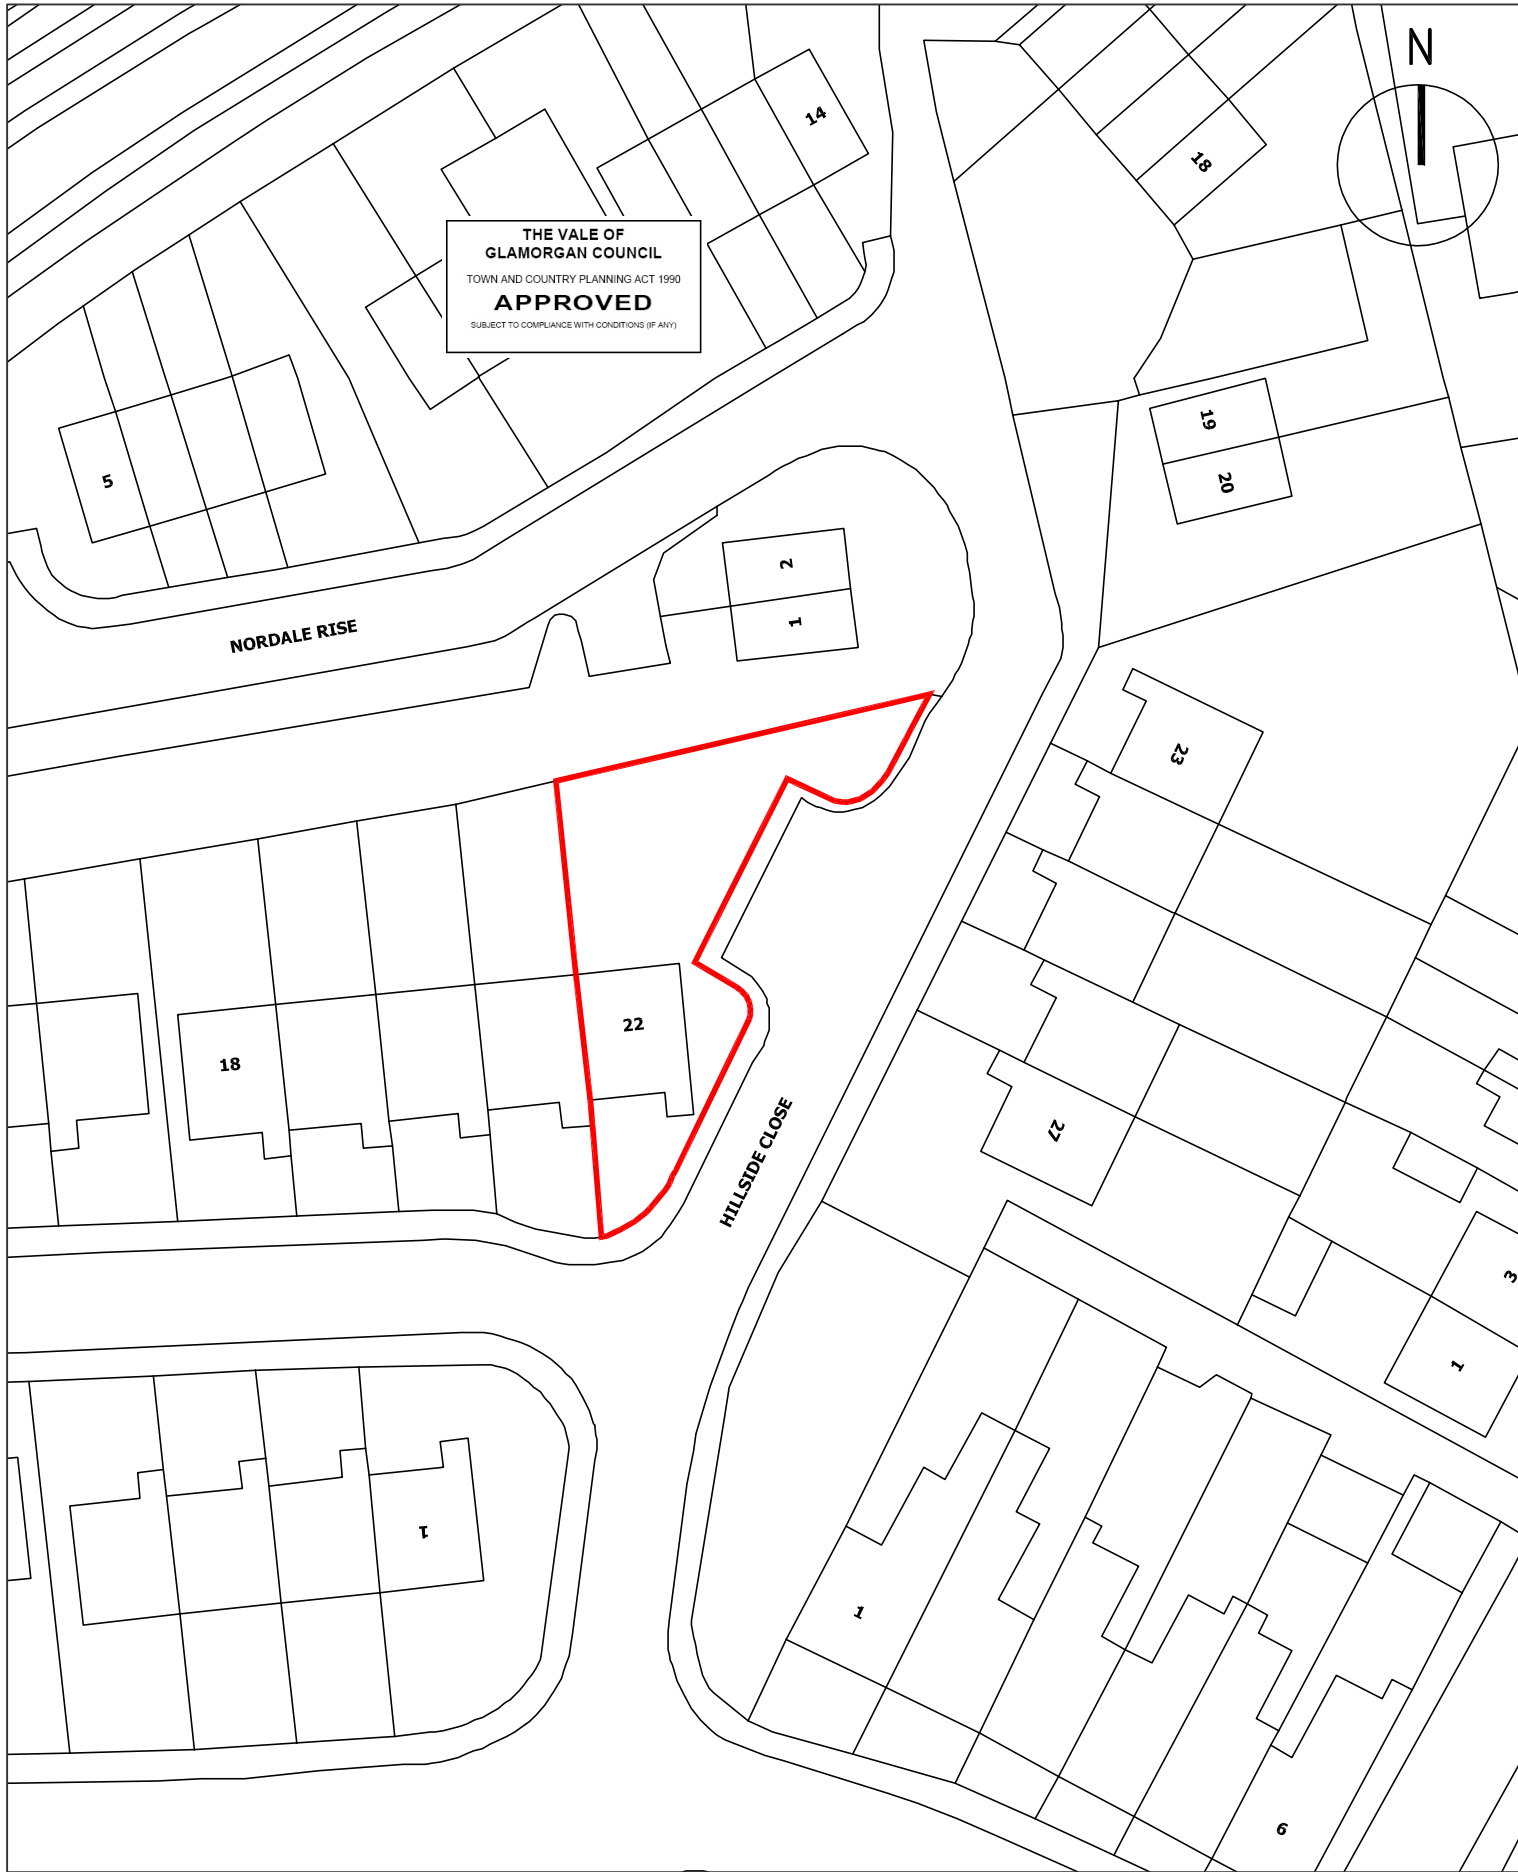 N
14
18
THE VALE OF
GLAMORGAN COUNCIL
TOWN AND COUNTRY PLANNING ACT 1990
APPROVED
SUBJECT TO COMPLIANCE WITH CONDITIONS (IF ANY)
19
20
5
2
1
NORDALE RISE
23
22
18
27
HILLSIDE CLOSE
3
1
1
1
6